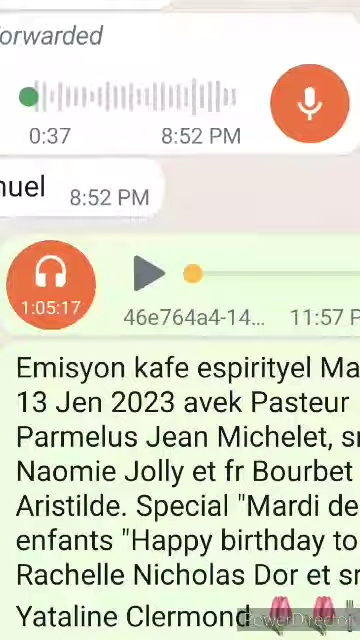 orwarded
0:37 8:52 PM
nuel 8:52 PM
1:05:17
46e764a4-14... 11:57 P
Emisyon kafe espirityel Ma
13 Jen 2023 avek Pasteur
Parmelus Jean Michelet, sr
Naomie Jolly et fr Bourbet
Aristilde. Special "Mardi de
enfants "Happy birthday to
Rachelle Nicholas Dor et sr
Yataline Clermond
PowerDirector